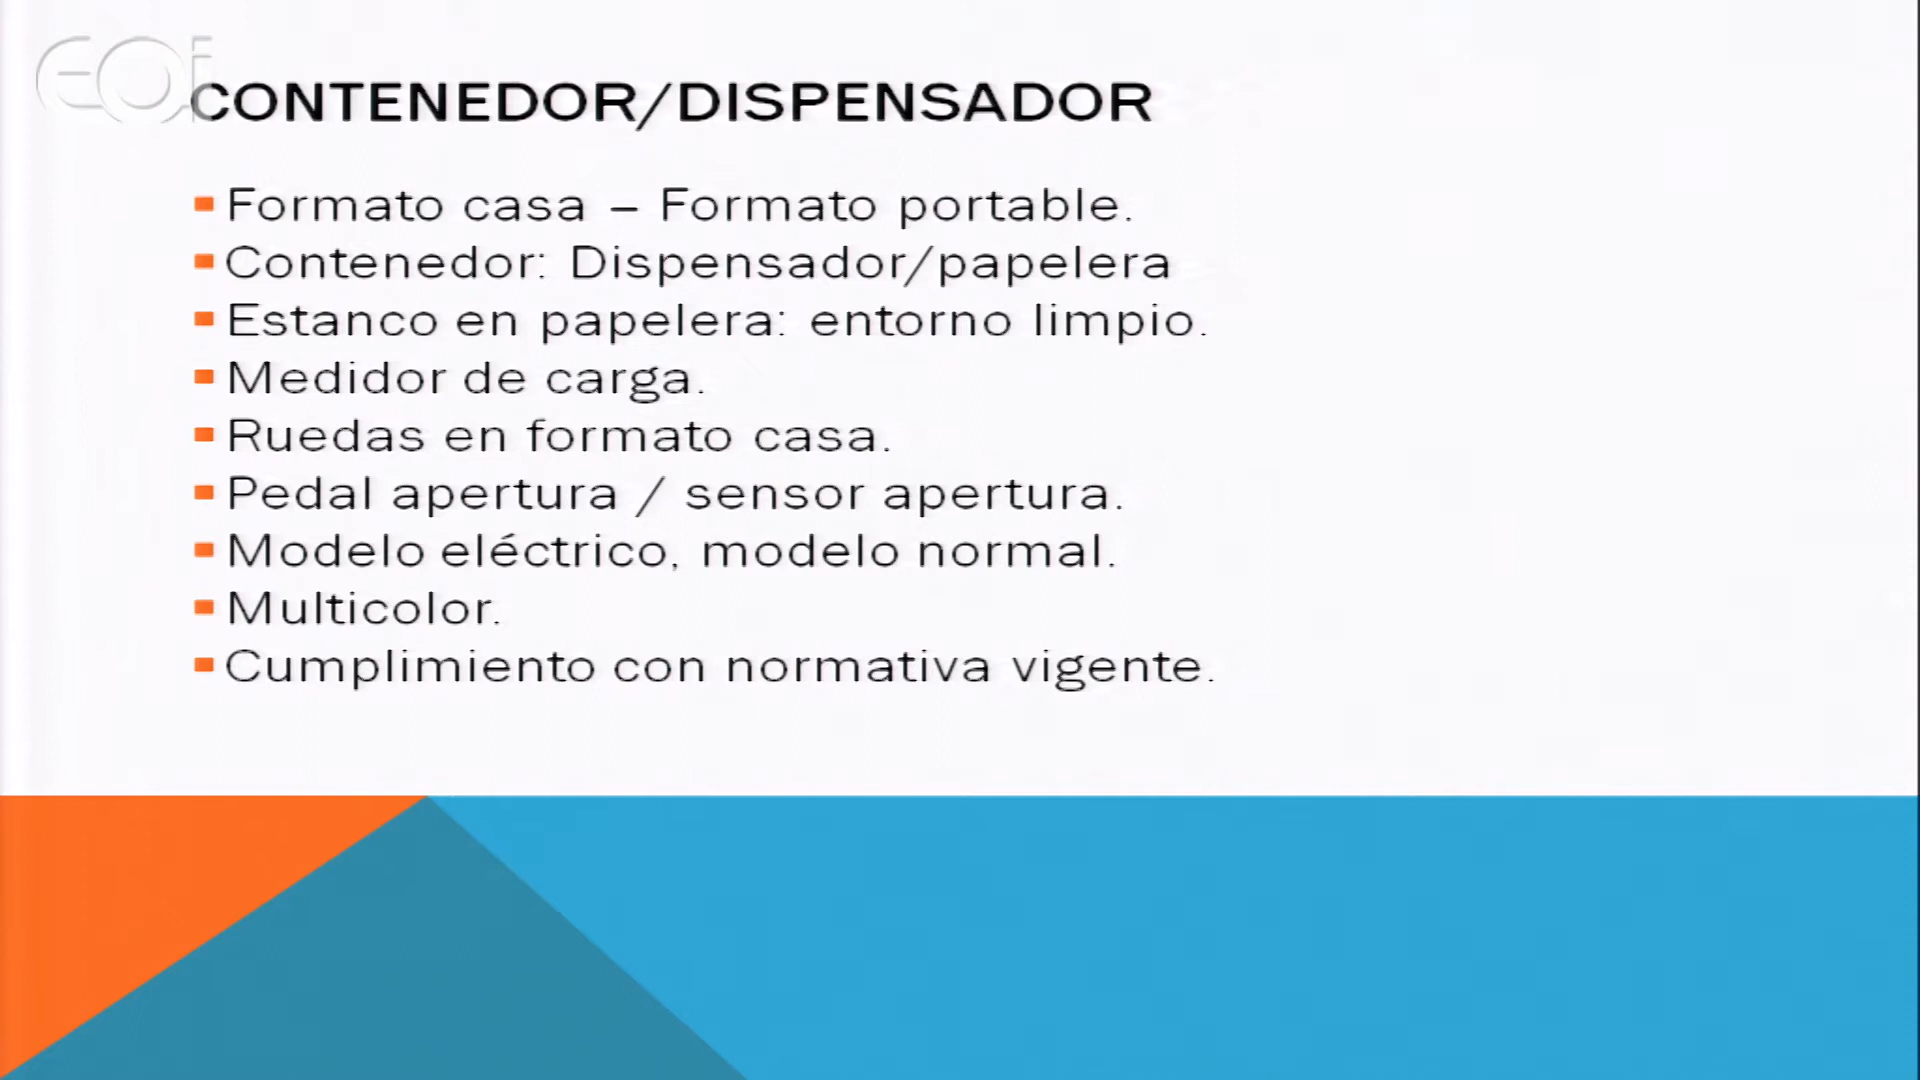 EOI
CONTENEDOR/DISPENSADOR
Formato casa – Formato portable.
Contenedor: Dispensador/papelera
Estanco en papelera: entorno limpio.
Medidor de carga.
Ruedas en formato casa.
Pedal apertura / sensor apertura.
Modelo eléctrico, modelo normal.
Multicolor.
Cumplimiento con normativa vigente.